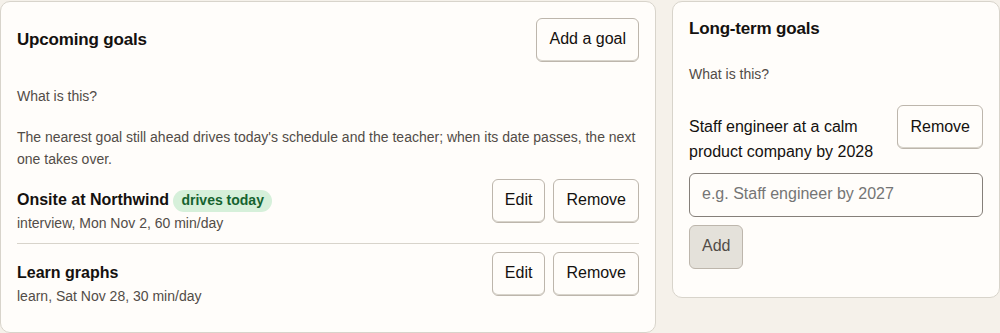 Upcoming goals
Add a goal
What is this?
The nearest goal still ahead drives today's schedule and the teacher; when its date passes, the next
one takes over.
Onsite at Northwind drives today
interview, Mon Nov 2, 60 min/day
Edit
Remove
Learn graphs
learn, Sat Nov 28, 30 min/day
Edit
Remove
Long-term goals
What is this?
Staff engineer at a calm
product company by 2028
Remove
e.g. Staff engineer by 2027
Add